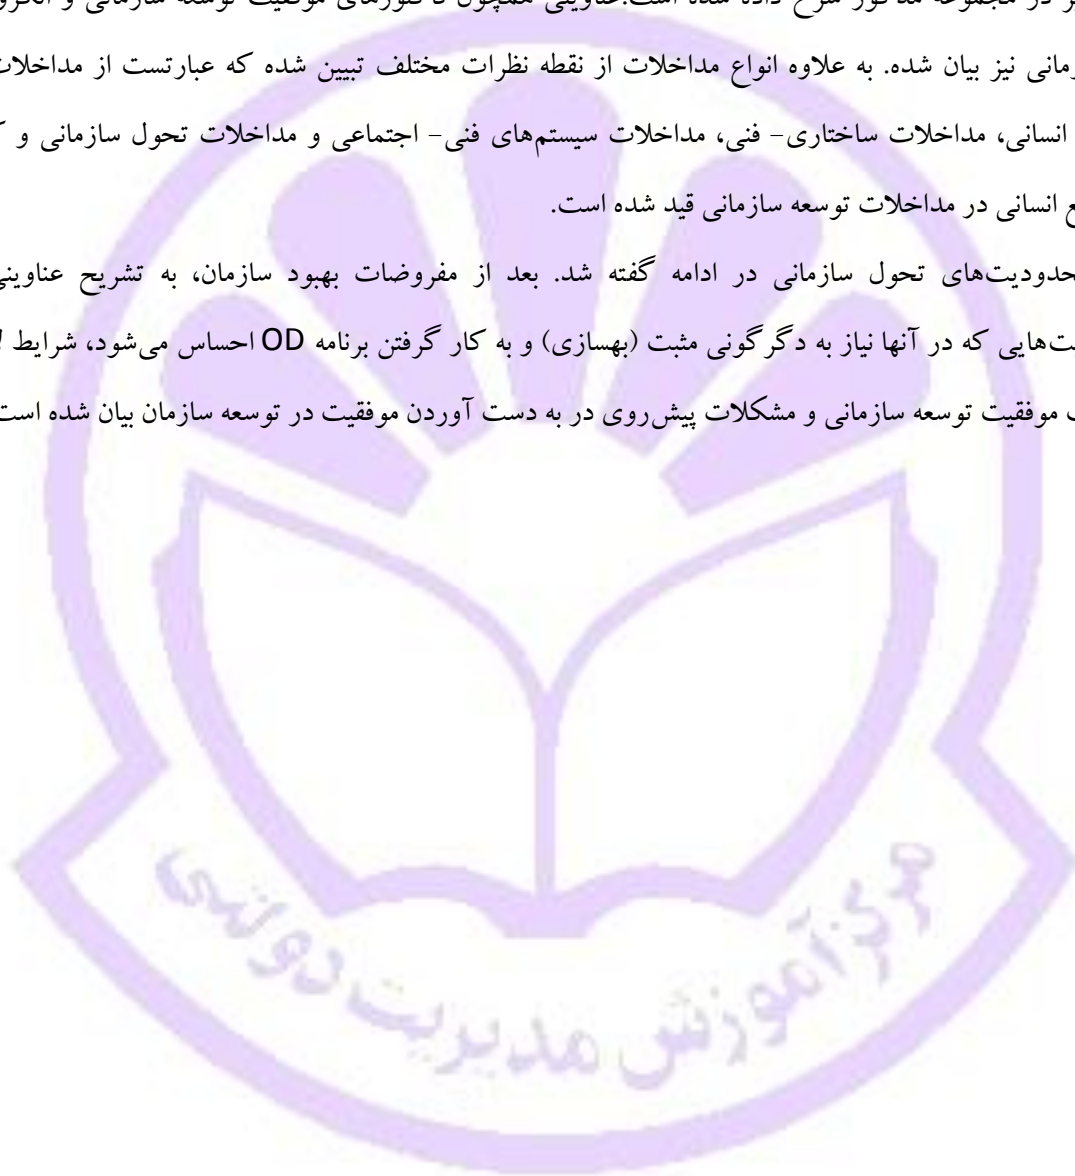 در مجموعه مذکور شرح داده شده است.عناوینی همچون فاکتورهای موفقیت توسعه سازمانی و
مانی نیز بیان شده. به علاوه انواع مداخلات از نقطه نظرات مختلف تبیین شده که عبارتست از مداخلات
انسانی، مداخلات ساختاری- فنی، مداخلات سیستم‌های فنی- اجتماعی و مداخلات تحول سازمانی و
ع انسانی در مداخلات توسعه سازمانی قید شده است.
حدودیت‌های تحول سازمانی در ادامه گفته شد. بعد از مفروضات بهبود سازمان، به تشریح عناوینی
ت‌هایی که در آنها نیاز به دگرگونی مثبت (بهسازی) و به کار گرفتن برنامه OD احساس می‌شود، شرایط
موفقیت توسعه سازمانی و مشکلات پیش‌روی در به دست آوردن موفقیت در توسعه سازمان بیان شده است
مرکز آموزش مدیریت دولتی